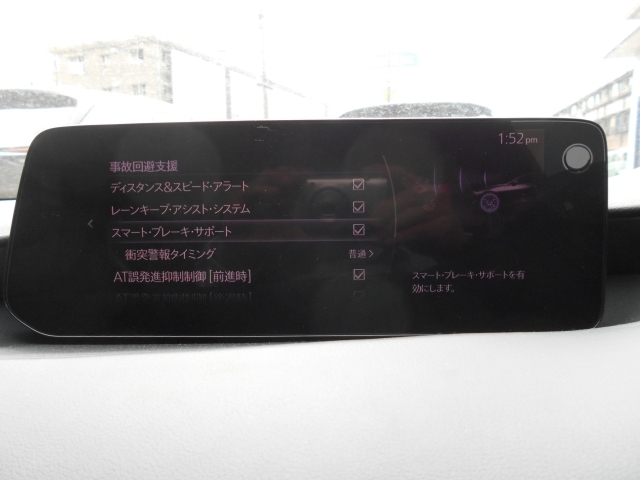 1:52 pm
事故回避支援
ディスタンス&スピード・アラート
レーンキープ・アシスト・システム
スマート・ブレーキ・サポート
衝突警報タイミング 普通
AT誤発進抑制制御 [前進時]
スマート・ブレーキ・サポートを有
効にします。